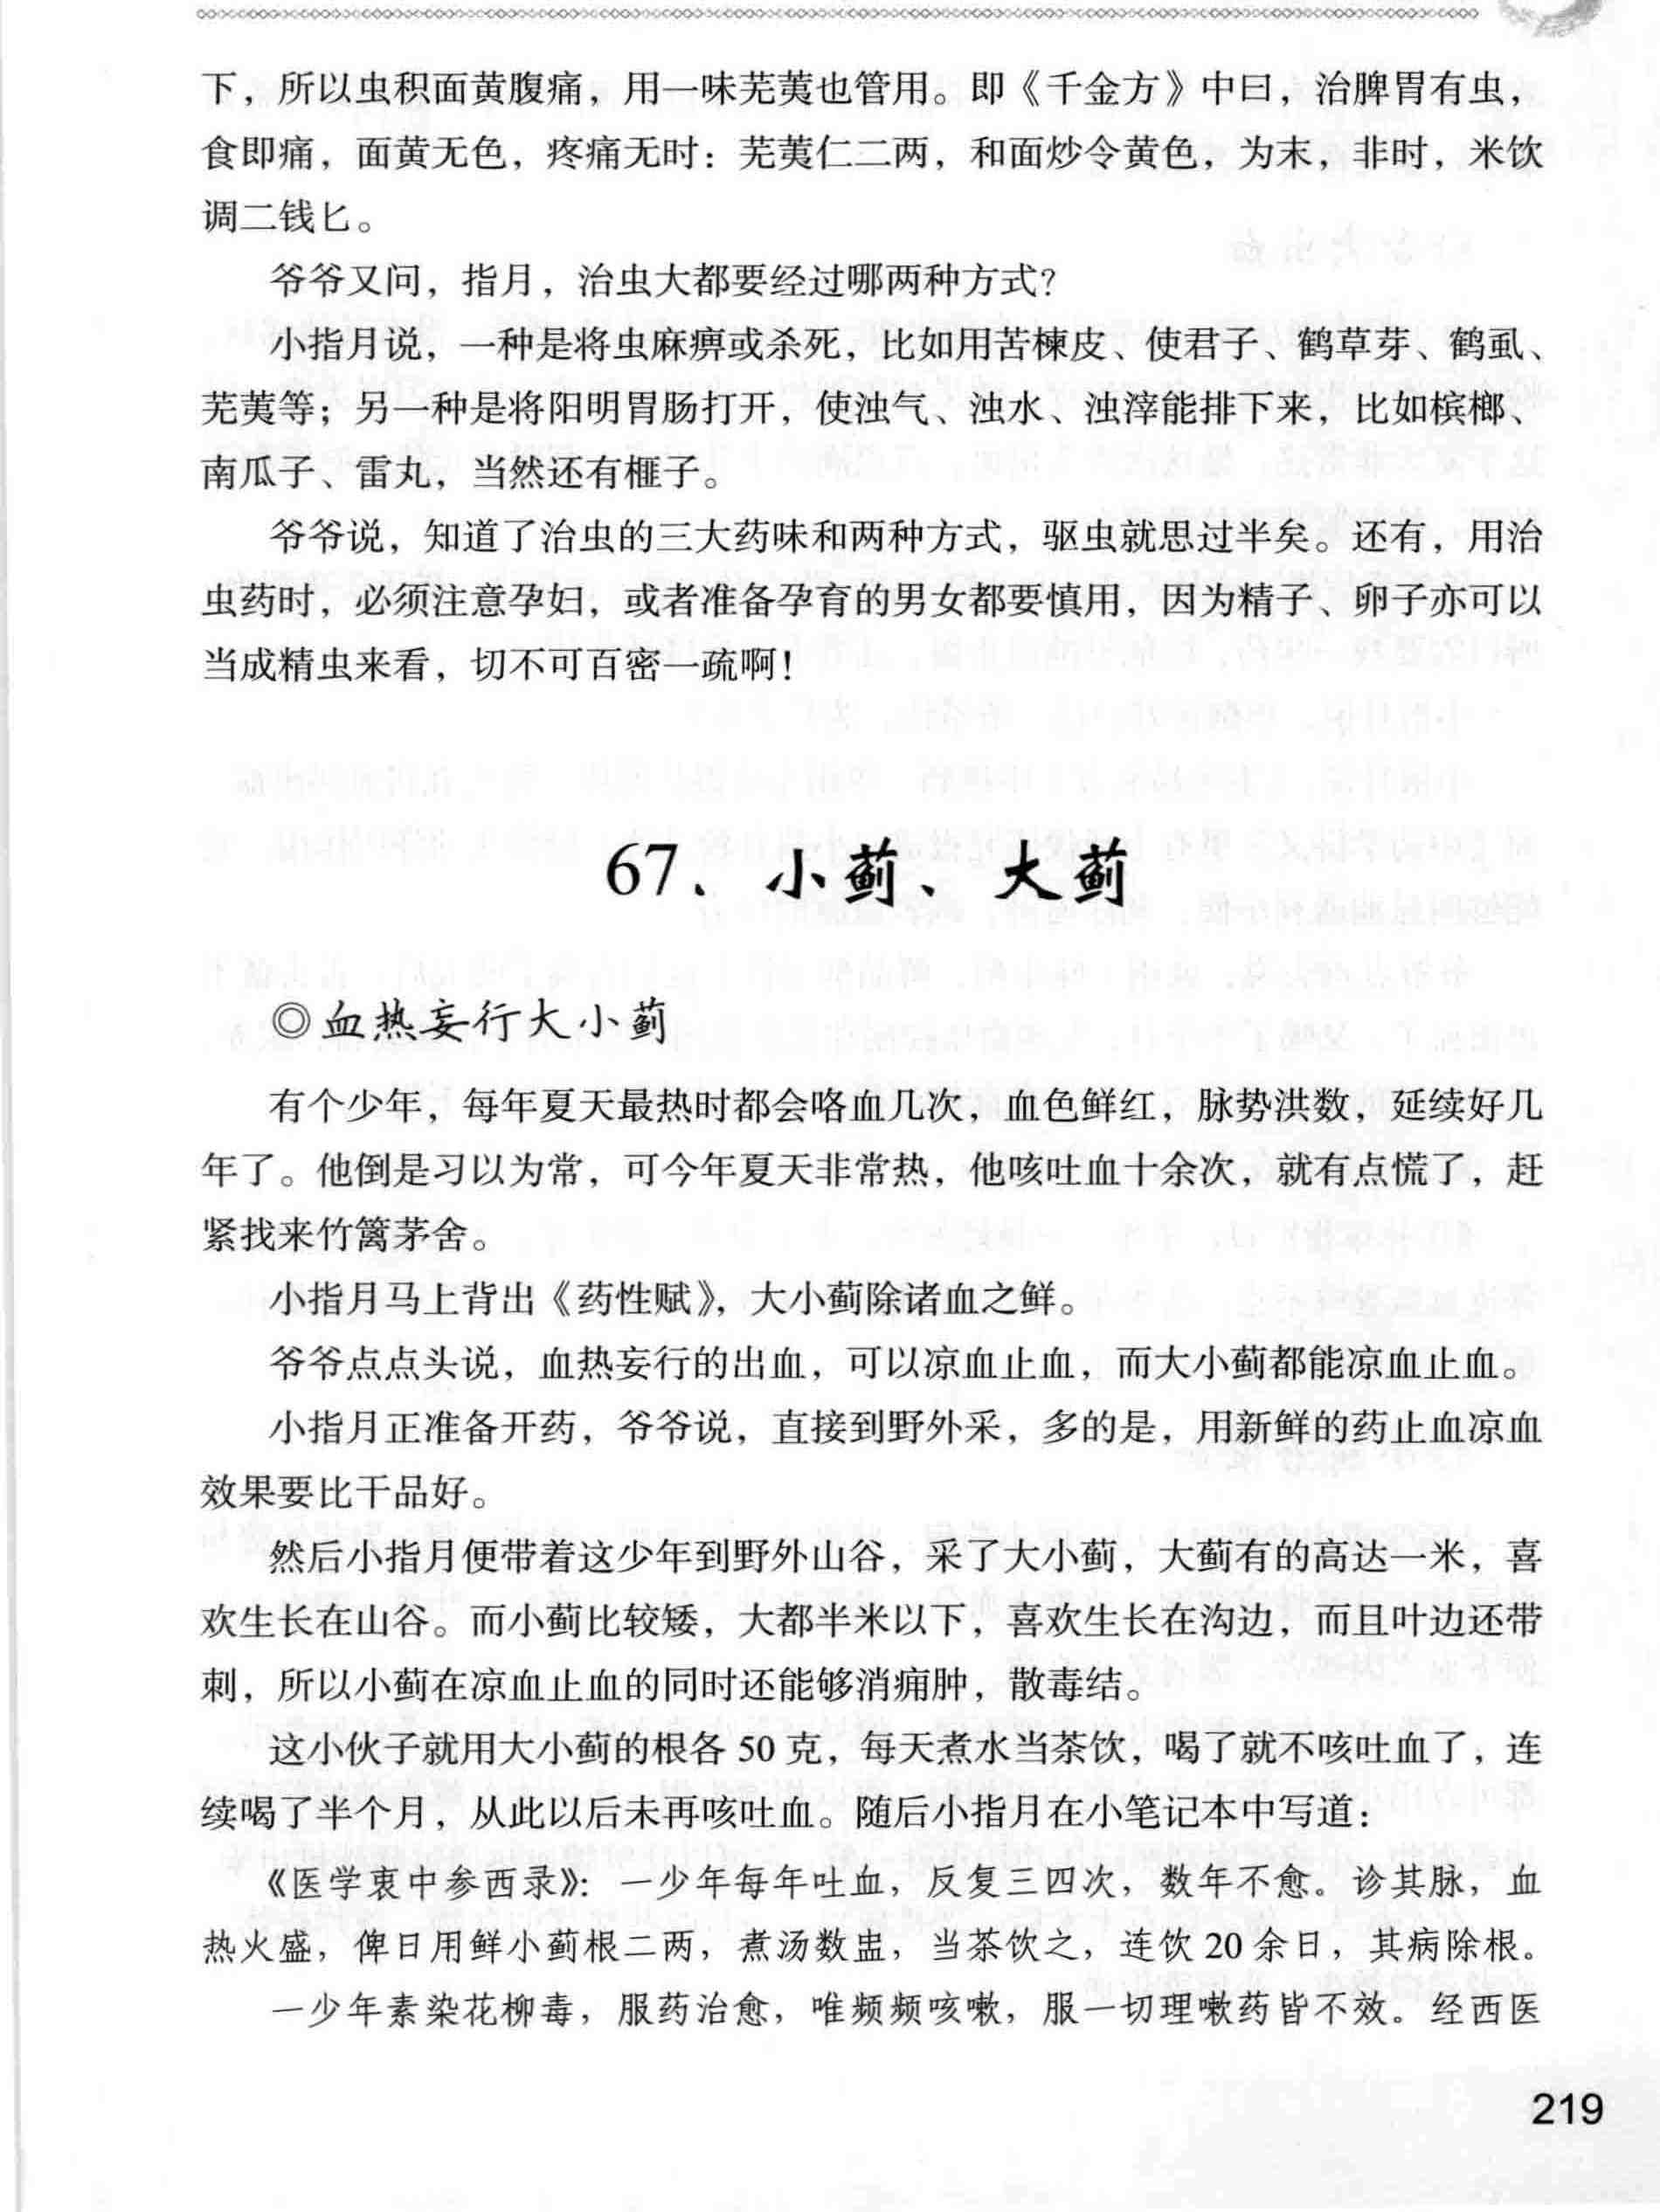 下，所以虫积面黄腹痛，用一味芜荑也管用。即《千金方》中曰，治脾胃有虫，
食即痛，面黄无色，疼痛无时：芜荑仁二两，和面炒令黄色，为末，非时，米饮
调二钱匕。
爷爷又问，指月，治虫大都要经过哪两种方式？
小指月说，一种是将虫麻痹或杀死，比如用苦楝皮、使君子、鹤草芽、鹤虱、
芜荑等；另一种是将阳明胃肠打开，使浊气、浊水、浊滓能排下来，比如槟榔、
南瓜子、雷丸，当然还有榧子。
爷爷说，知道了治虫的三大药味和两种方式，驱虫就思过半矣。还有，用治
虫药时，必须注意孕妇，或者准备孕育的男女都要慎用，因为精子、卵子亦可以
当成精虫来看，切不可百密一疏啊！
67、小蓟、大蓟
◎血热妄行大小蓟
有个少年，每年夏天最热时都会咯血几次，血色鲜红，脉势洪数，延续好几
年了。他倒是习以为常，可今年夏天非常热，他咳吐血十余次，就有点慌了，赶
紧找来竹篱茅舍。
小指月马上背出《药性赋》，大小蓟除诸血之鲜。
爷爷点点头说，血热妄行的出血，可以凉血止血，而大小蓟都能凉血止血。
小指月正准备开药，爷爷说，直接到野外采，多的是，用新鲜的药止血凉血
效果要比干品好。
然后小指月便带着这少年到野外山谷，采了大小蓟，大蓟有的高达一米，喜
欢生长在山谷。而小蓟比较矮，大都半米以下，喜欢生长在沟边，而且叶边还带
刺，所以小蓟在凉血止血的同时还能够消痈肿，散毒结。
这小伙子就用大小蓟的根各 50 克，每天煮水当茶饮，喝了就不咳吐血了，连
续喝了半个月，从此以后未再咳吐血。随后小指月在小笔记本中写道：
《医学衷中参西录》：一少年每年吐血，反复三四次，数年不愈。诊其脉，血
热火盛，俾日用鲜小蓟根二两，煮汤数盅，当茶饮之，连饮 20 余日，其病除根。
一少年素染花柳毒，服药治愈，唯频频咳嗽，服一切理嗽药皆不效。经西医
219